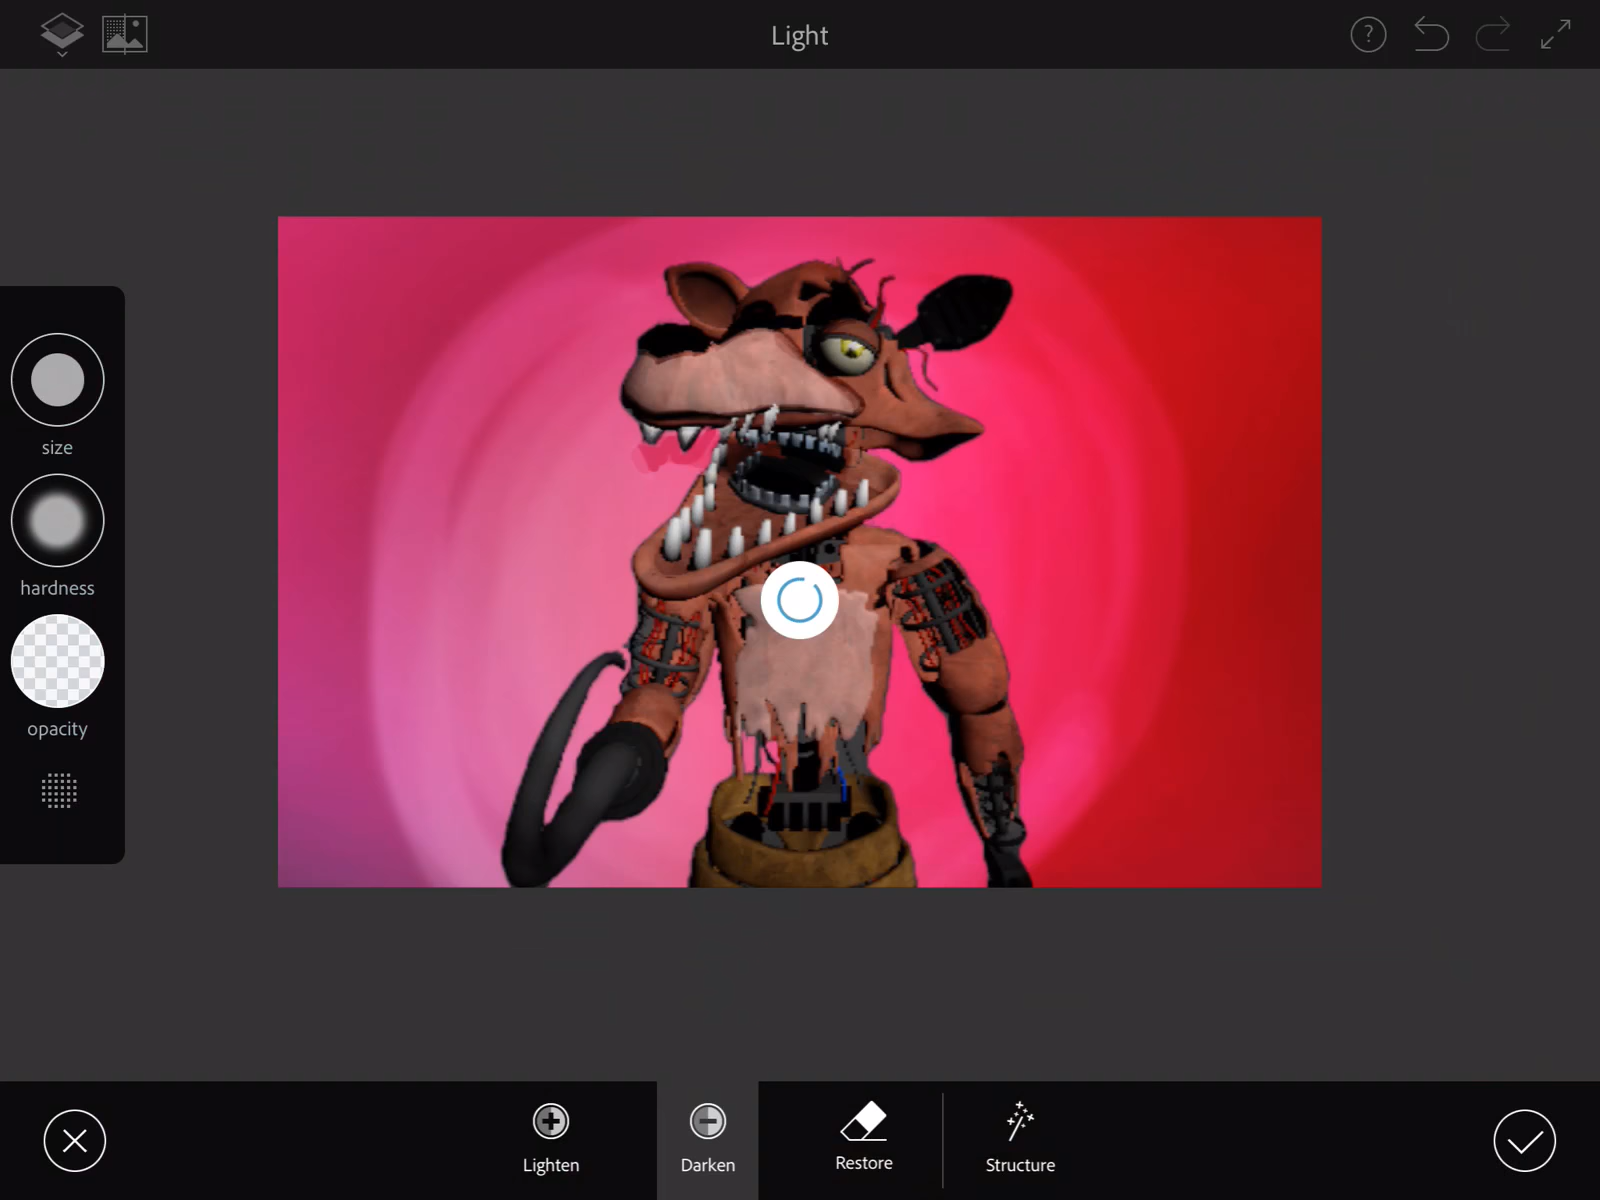 Light
?
size
hardness
opacity
Lighten
Darken
Restore
Structure